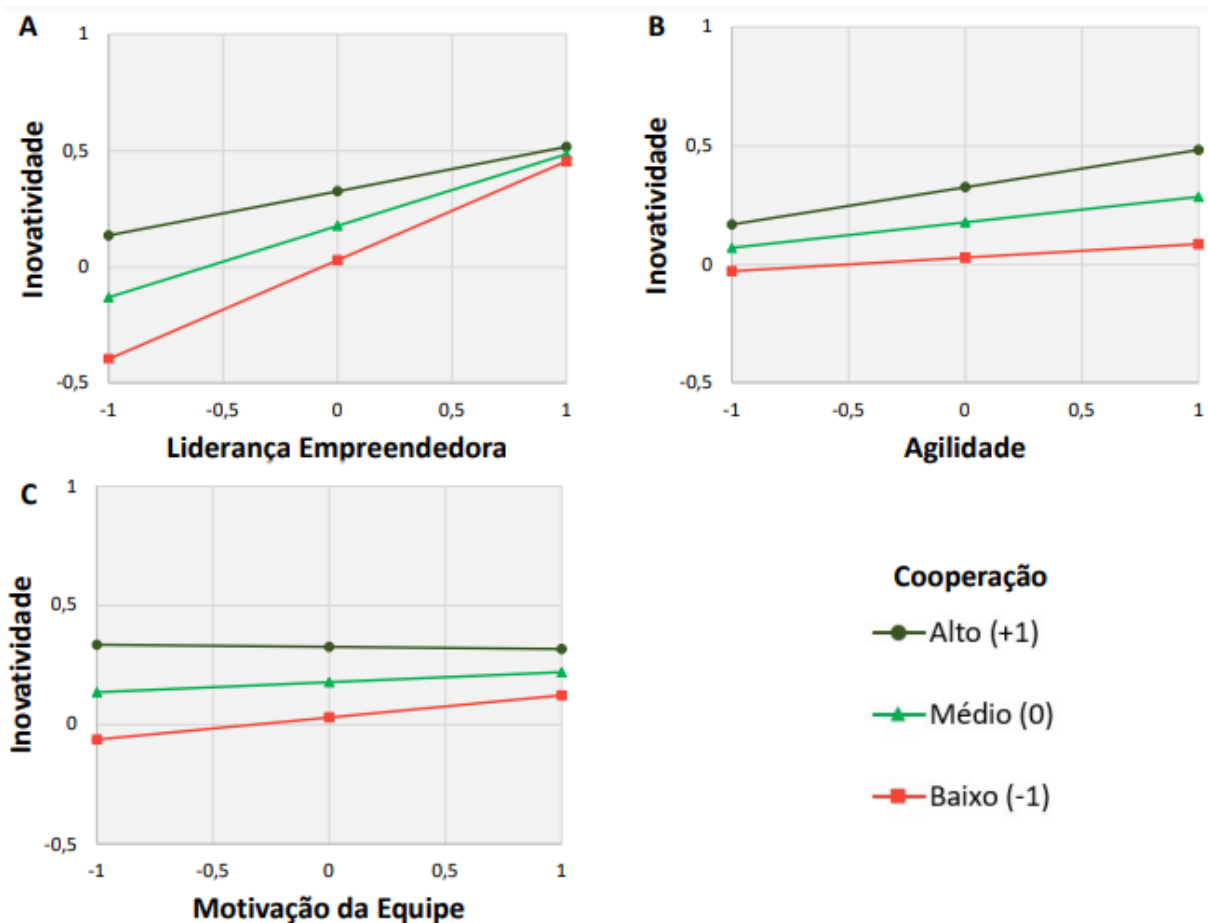 A
1
0,5
0
-0,5
Inovatividade
-1
-0,5
0
0,5
1
Liderança Empreendedora
B
1
0,5
0
-0,5
Inovatividade
-1
-0,5
0
0,5
1
Agilidade
C
1
0,5
0
-0,5
Inovatividade
-1
-0,5
0
0,5
1
Motivação da Equipe
Cooperação
Alto (+1)
Médio (0)
Baixo (-1)